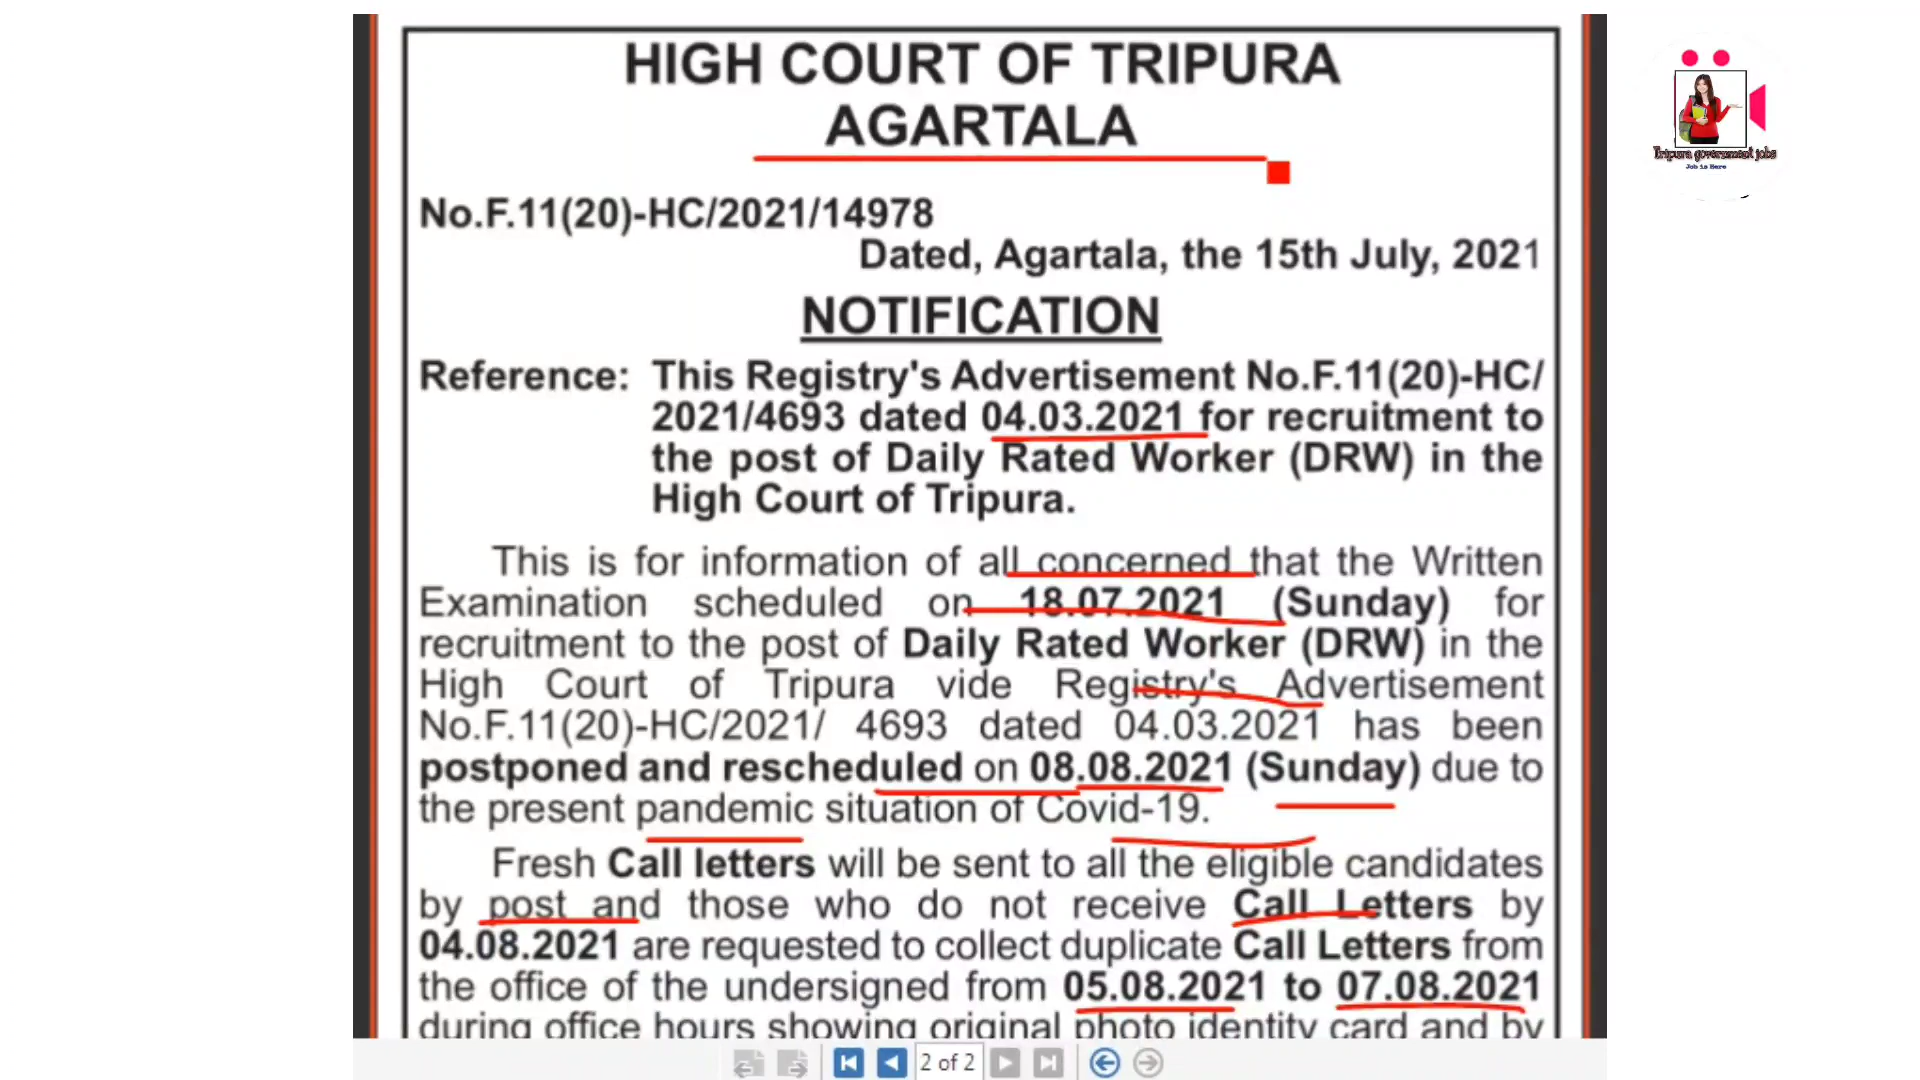 HIGH COURT OF TRIPURA
AGARTALA
Tripura government jobs
Job is Here
No.F.11(20)-HC/2021/14978
Dated, Agartala, the 15th July, 2021
NOTIFICATION
Reference: This Registry's Advertisement No.F.11(20)-HC/
2021/4693 dated 04.03.2021 for recruitment to
the post of Daily Rated Worker (DRW) in the
High Court of Tripura.
This is for information of all concerned that the Written
Examination scheduled on 18.07.2021 (Sunday) for
recruitment to the post of Daily Rated Worker (DRW) in the
High Court of Tripura vide Registry's Advertisement
No.F.11(20)-HC/2021/ 4693 dated 04.03.2021 has been
postponed and rescheduled on 08.08.2021 (Sunday) due to
the present pandemic situation of Covid-19.
Fresh Call letters will be sent to all the eligible candidates
by post and those who do not receive Call Letters by
04.08.2021 are requested to collect duplicate Call Letters from
the office of the undersigned from 05.08.2021 to 07.08.2021
during office hours showing original photo identity card and by
2 of 2